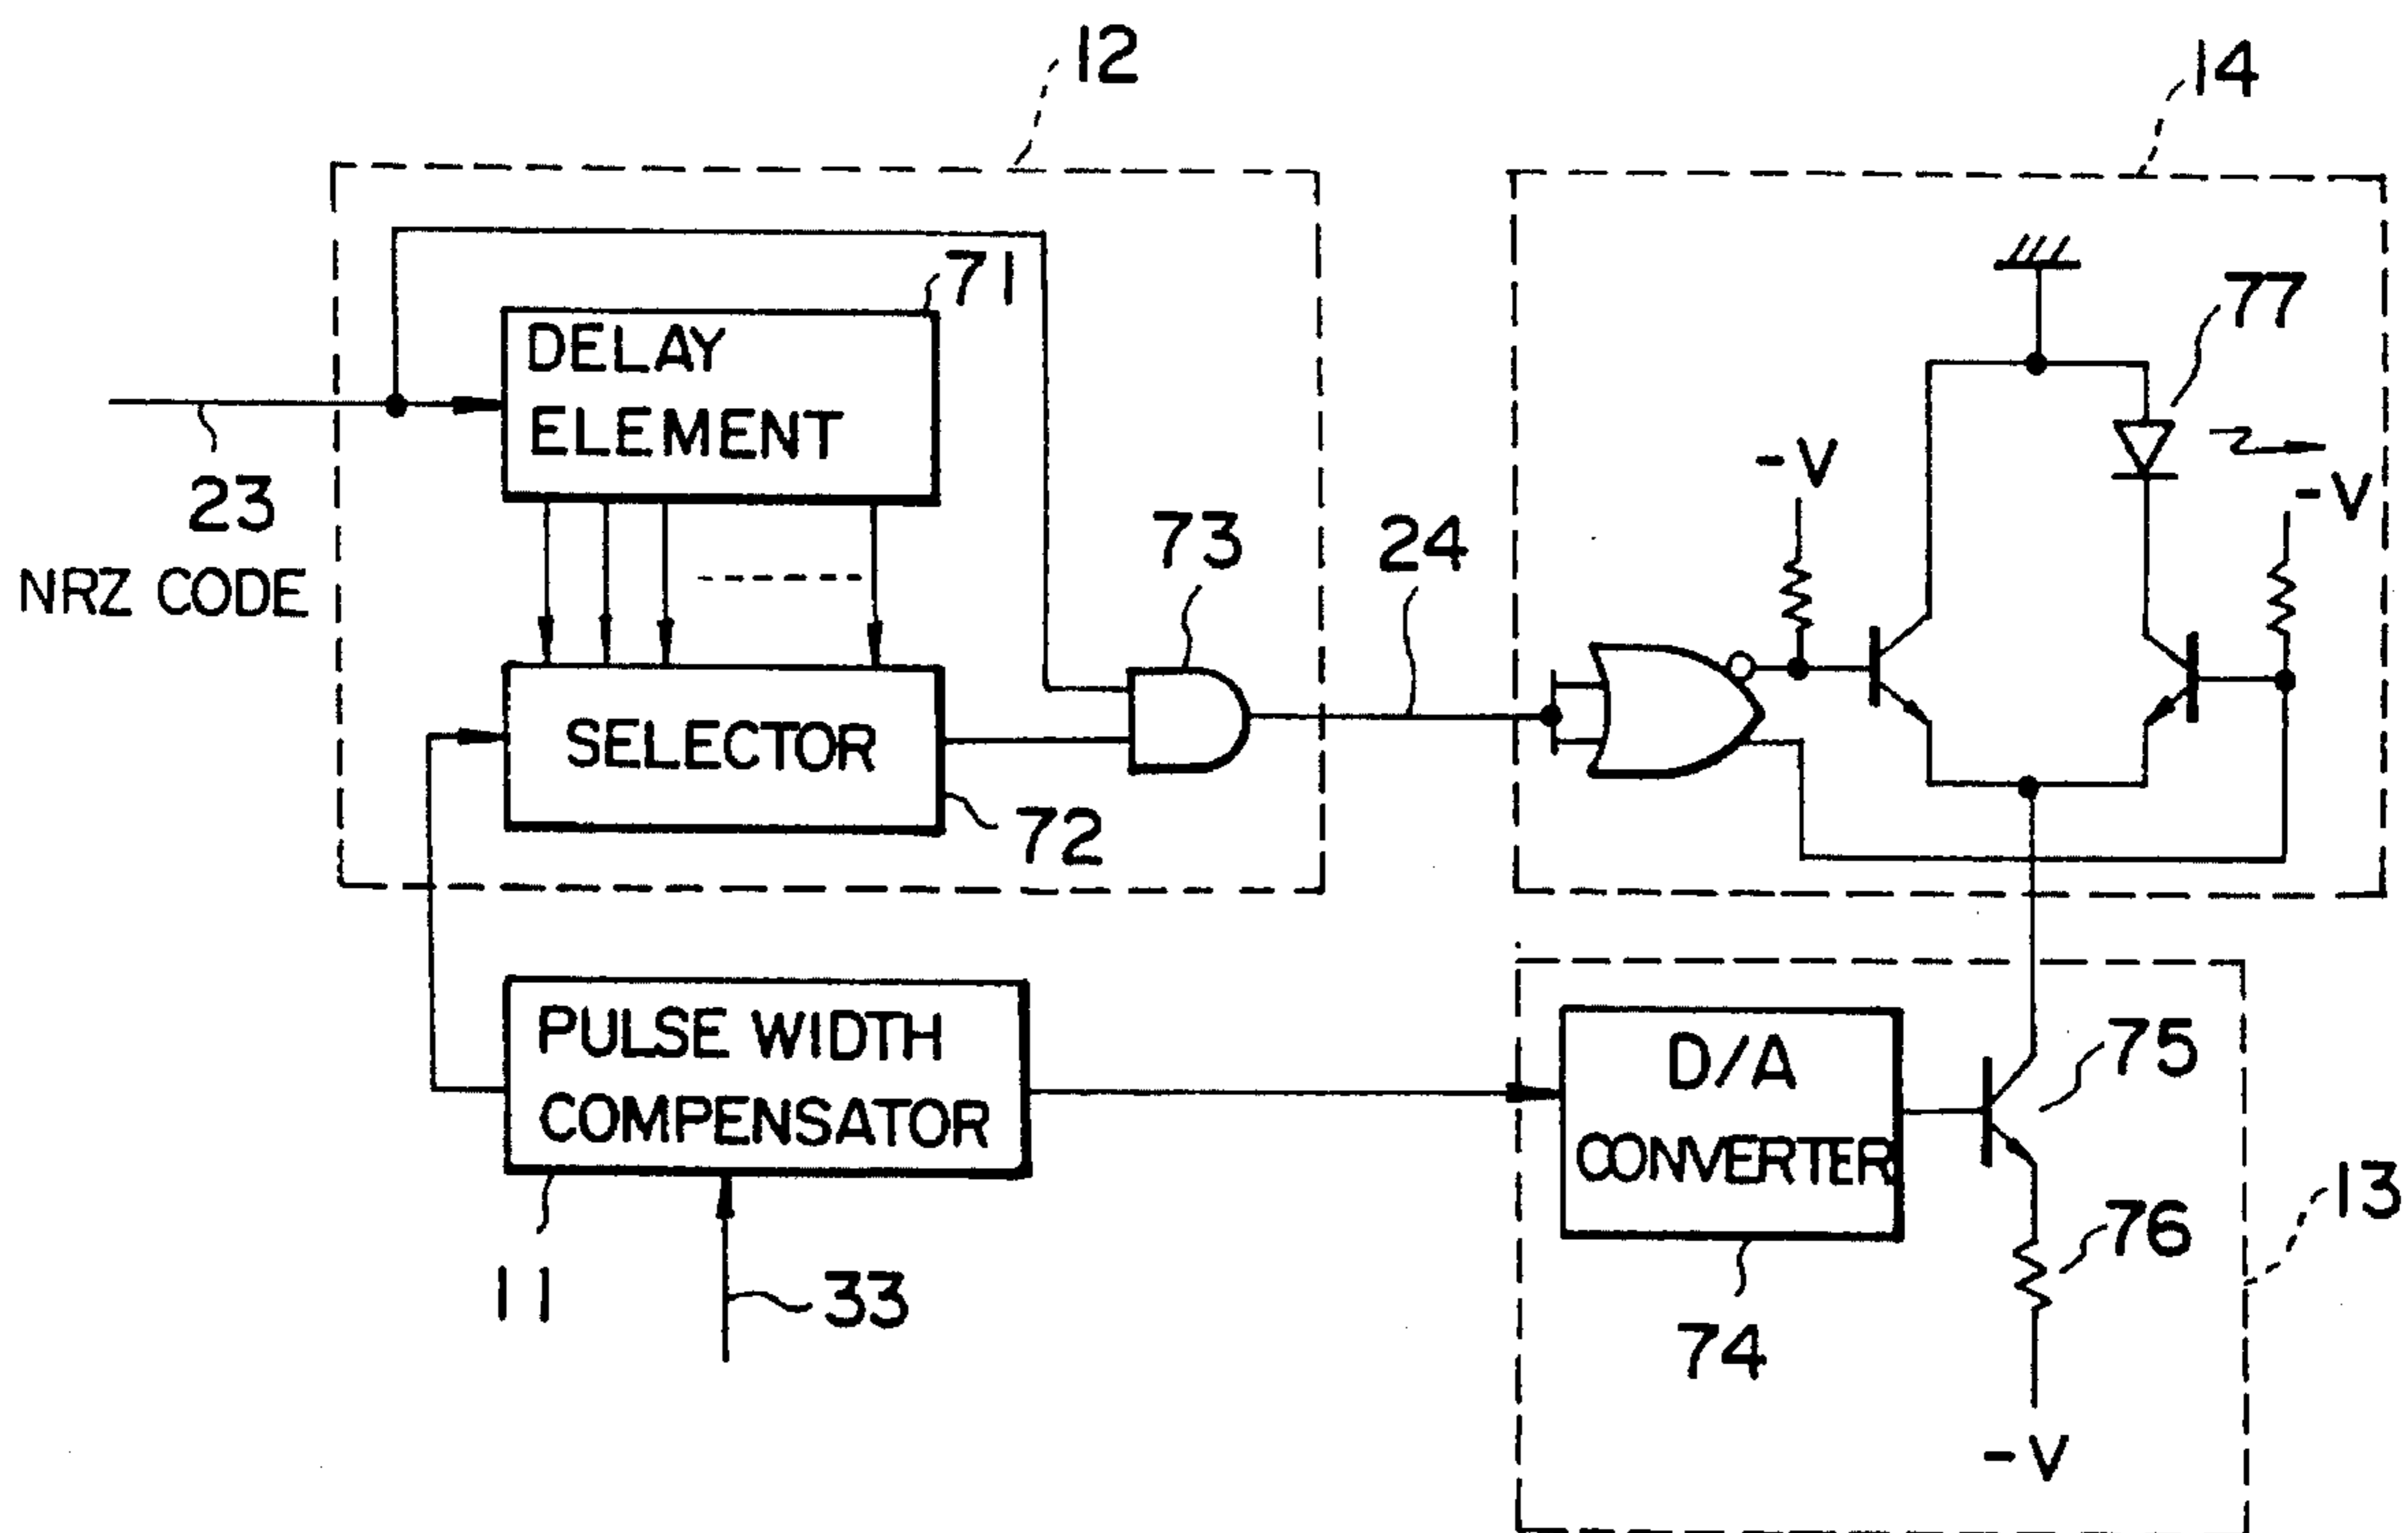 12
14
71
DELAY
ELEMENT
77
-V
-V
23
NRZ CODE
73
24
SELECTOR
72
PULSE WIDTH
COMPENSATOR
D/A
CONVERTER
75
76
13
11
33
74
-V